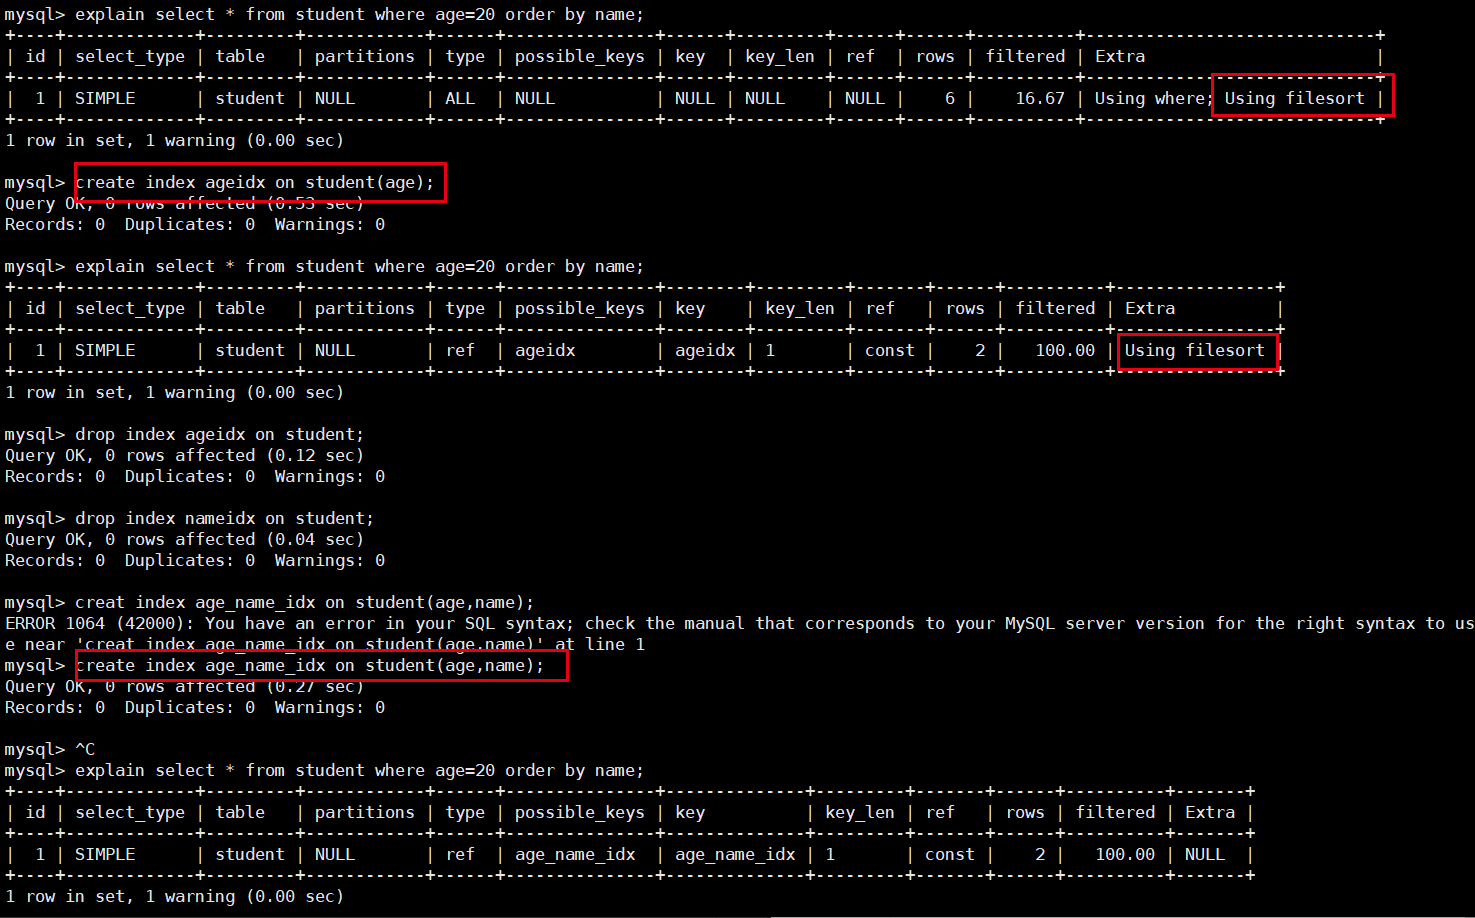 mysql> explain select * from student where age=20 order by name;
+----+-------------+---------+------------+------+---------------+------+---------+------+------+----------+-----------------------------+
| id | select_type | table   | partitions | type | possible_keys | key  | key_len | ref  | rows | filtered | Extra                       |
+----+-------------+---------+------------+------+---------------+------+---------+------+------+----------+-----------------------------+
|  1 | SIMPLE      | student | NULL       | ALL  | NULL          | NULL | NULL    | NULL |    6 |    16.67 | Using where; Using filesort |
+----+-------------+---------+------------+------+---------------+------+---------+------+------+----------+-----------------------------+
1 row in set, 1 warning (0.00 sec)

mysql> create index ageidx on student(age);
Query OK, 0 rows affected (0.53 sec)
Records: 0  Duplicates: 0  Warnings: 0

mysql> explain select * from student where age=20 order by name;
+----+-------------+---------+------------+------+---------------+--------+---------+-------+------+----------+----------------+
| id | select_type | table   | partitions | type | possible_keys | key    | key_len | ref   | rows | filtered | Extra          |
+----+-------------+---------+------------+------+---------------+--------+---------+-------+------+----------+----------------+
|  1 | SIMPLE      | student | NULL       | ref  | ageidx        | ageidx | 1       | const |    2 |   100.00 | Using filesort |
+----+-------------+---------+------------+------+---------------+--------+---------+-------+------+----------+----------------+
1 row in set, 1 warning (0.00 sec)

mysql> drop index ageidx on student;
Query OK, 0 rows affected (0.12 sec)
Records: 0  Duplicates: 0  Warnings: 0

mysql> drop index nameidx on student;
Query OK, 0 rows affected (0.04 sec)
Records: 0  Duplicates: 0  Warnings: 0

mysql> creat index age_name_idx on student(age,name);
ERROR 1064 (42000): You have an error in your SQL syntax; check the manual that corresponds to your MySQL server version for the right syntax to us
e near 'creat index age_name_idx on student(age,name)' at line 1
mysql> create index age_name_idx on student(age,name);
Query OK, 0 rows affected (0.27 sec)
Records: 0  Duplicates: 0  Warnings: 0

mysql> ^C
mysql> explain select * from student where age=20 order by name;
+----+-------------+---------+------------+------+---------------+--------------+---------+-------+------+----------+-------+
| id | select_type | table   | partitions | type | possible_keys | key          | key_len | ref   | rows | filtered | Extra |
+----+-------------+---------+------------+------+---------------+--------------+---------+-------+------+----------+-------+
|  1 | SIMPLE      | student | NULL       | ref  | age_name_idx  | age_name_idx | 1       | const |    2 |   100.00 | NULL  |
+----+-------------+---------+------------+------+---------------+--------------+---------+-------+------+----------+-------+
1 row in set, 1 warning (0.00 sec)